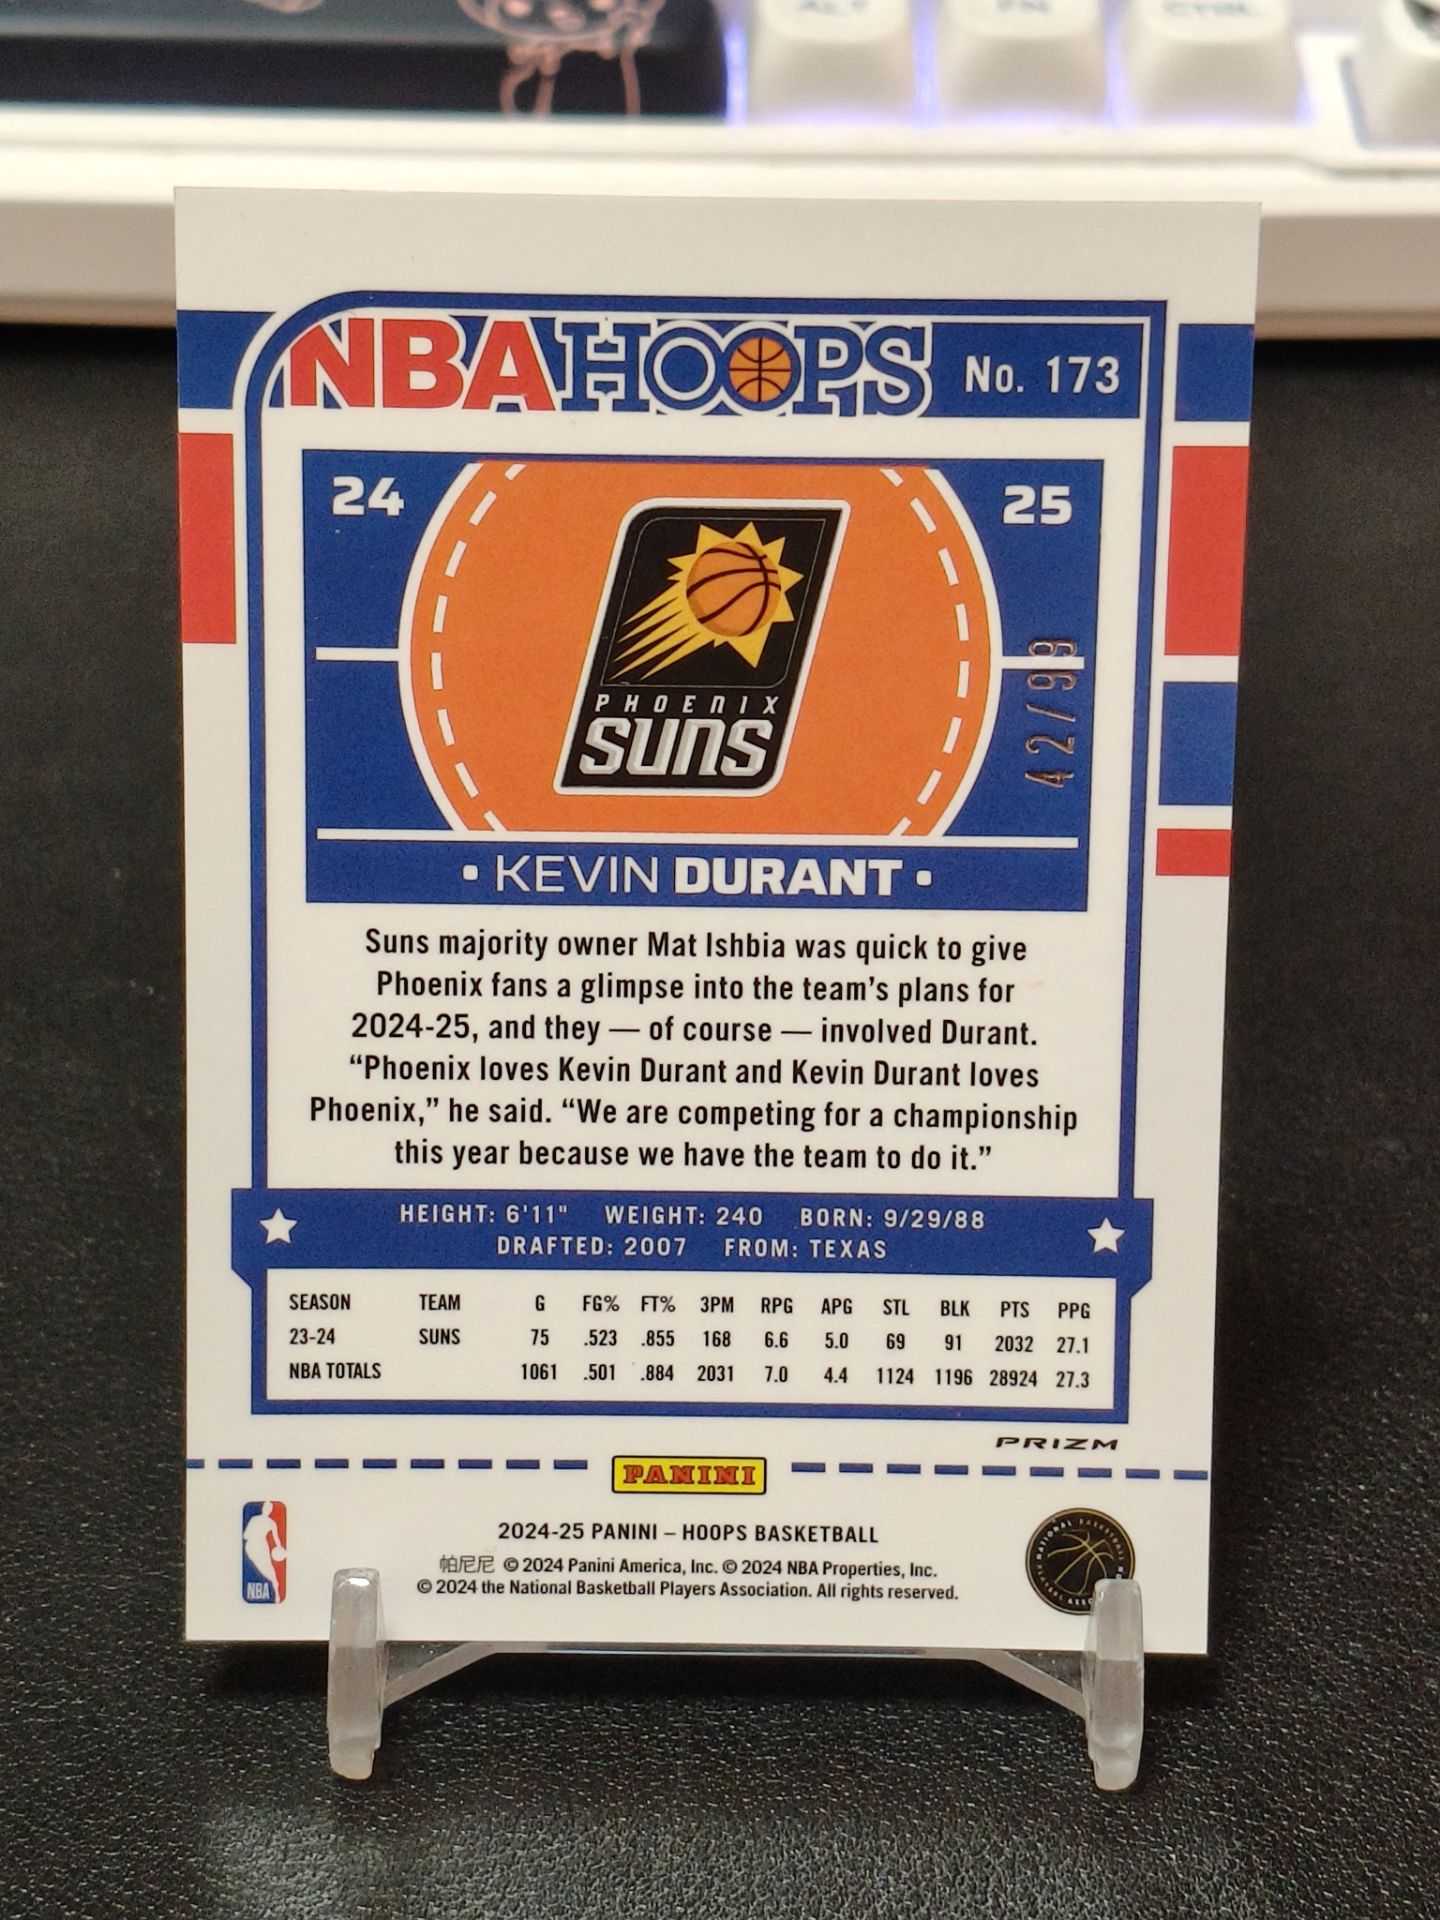 ALT FN CTRL
NBA HOOPS No. 173
24 25
PHOENIX
SUNS
42/99
• KEVIN DURANT •
Suns majority owner Mat Ishbia was quick to give
Phoenix fans a glimpse into the team’s plans for
2024-25, and they — of course — involved Durant.
“Phoenix loves Kevin Durant and Kevin Durant loves
Phoenix,” he said. “We are competing for a championship
this year because we have the team to do it.”
HEIGHT: 6'11" WEIGHT: 240 BORN: 9/29/88
DRAFTED: 2007 FROM: TEXAS
SEASON TEAM G FG% FT% 3PM RPG APG STL BLK PTS PPG
23-24 SUNS 75 .523 .855 168 6.6 5.0 69 91 2032 27.1
NBA TOTALS 1061 .501 .884 2031 7.0 4.4 1124 1196 28924 27.3
PRIZM
PANINI
2024-25 PANINI – HOOPS BASKETBALL
帕尼尼 © 2024 Panini America, Inc. © 2024 NBA Properties, Inc.
© 2024 the National Basketball Players Association. All rights reserved.
NBA